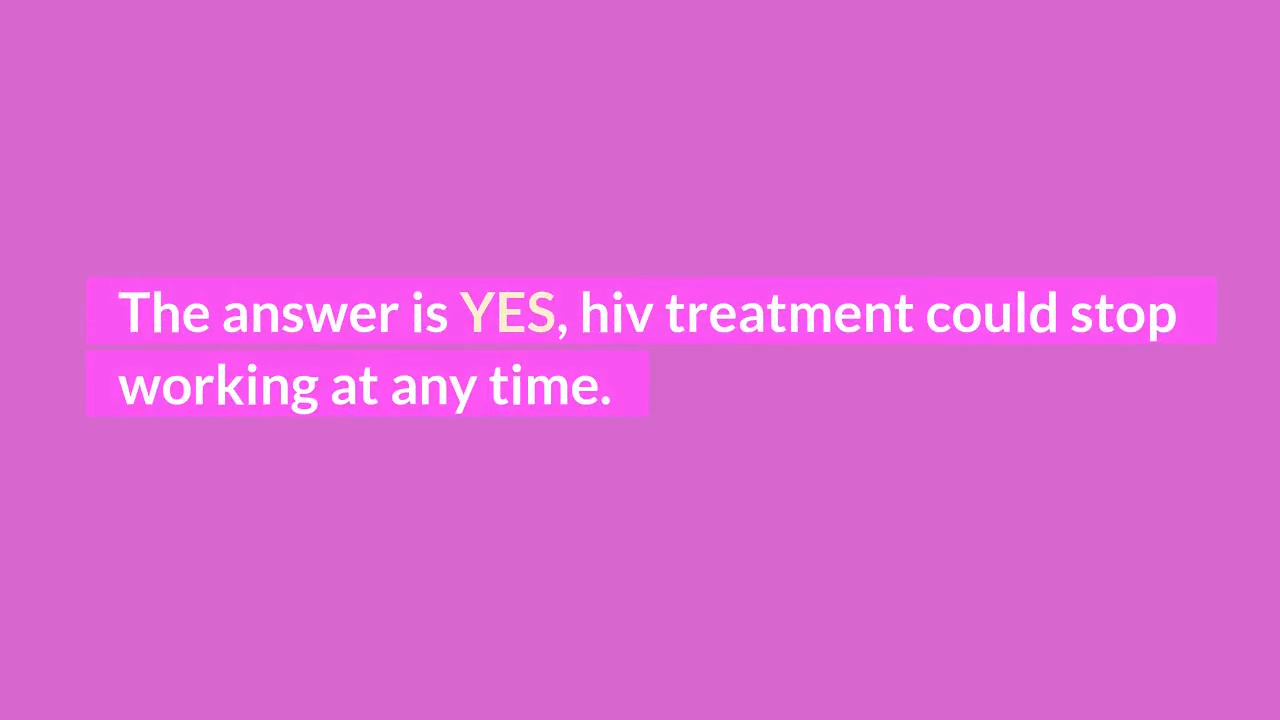 The answer is YES, hiv treatment could stop
working at any time.